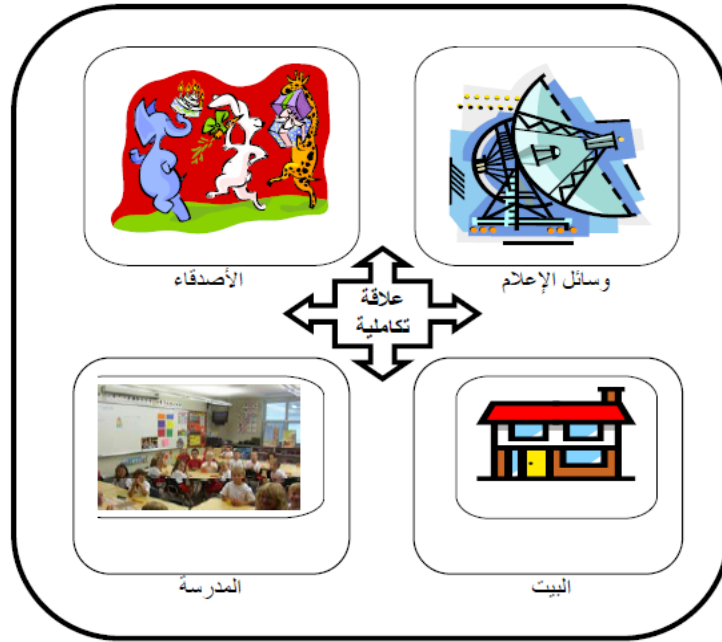 وسائل الإعلام
الأصدقاء
علاقة
تكاملية
البيت
المدرسة